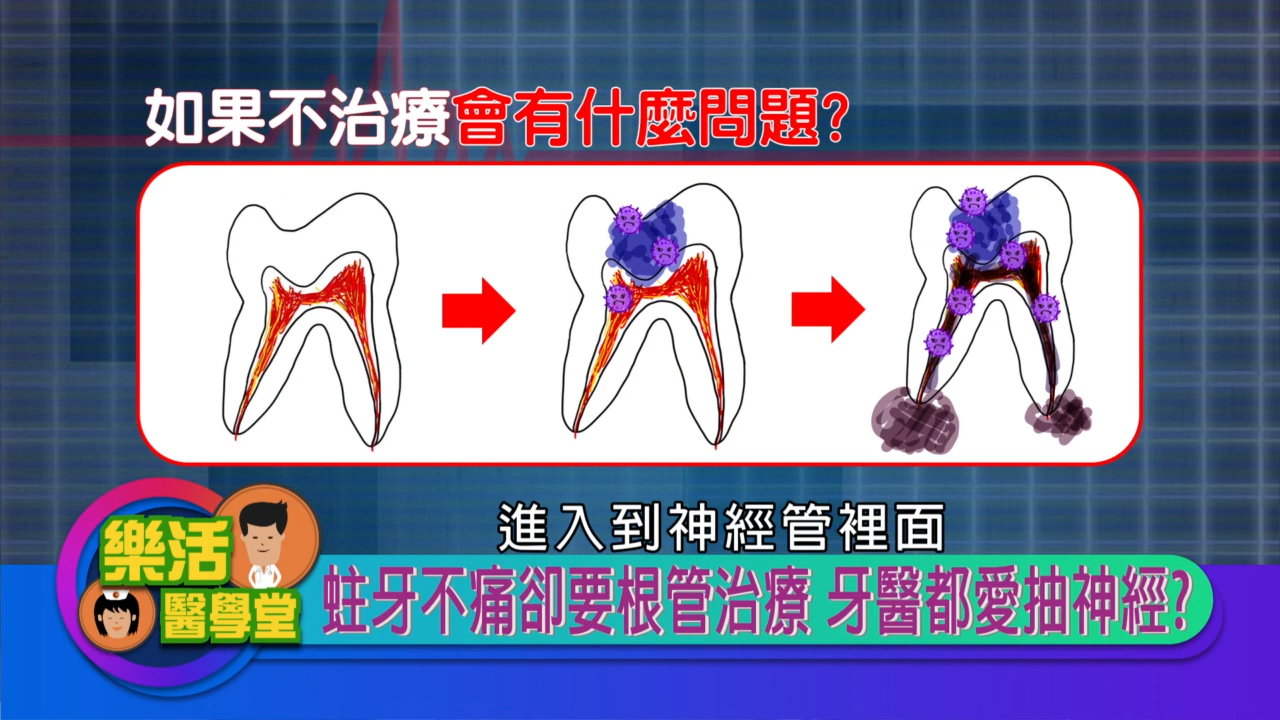 如果不治療會有什麼問題?
進入到神經管裡面
樂活
醫學堂
蛀牙不痛卻要根管治療 牙醫都愛抽神經?